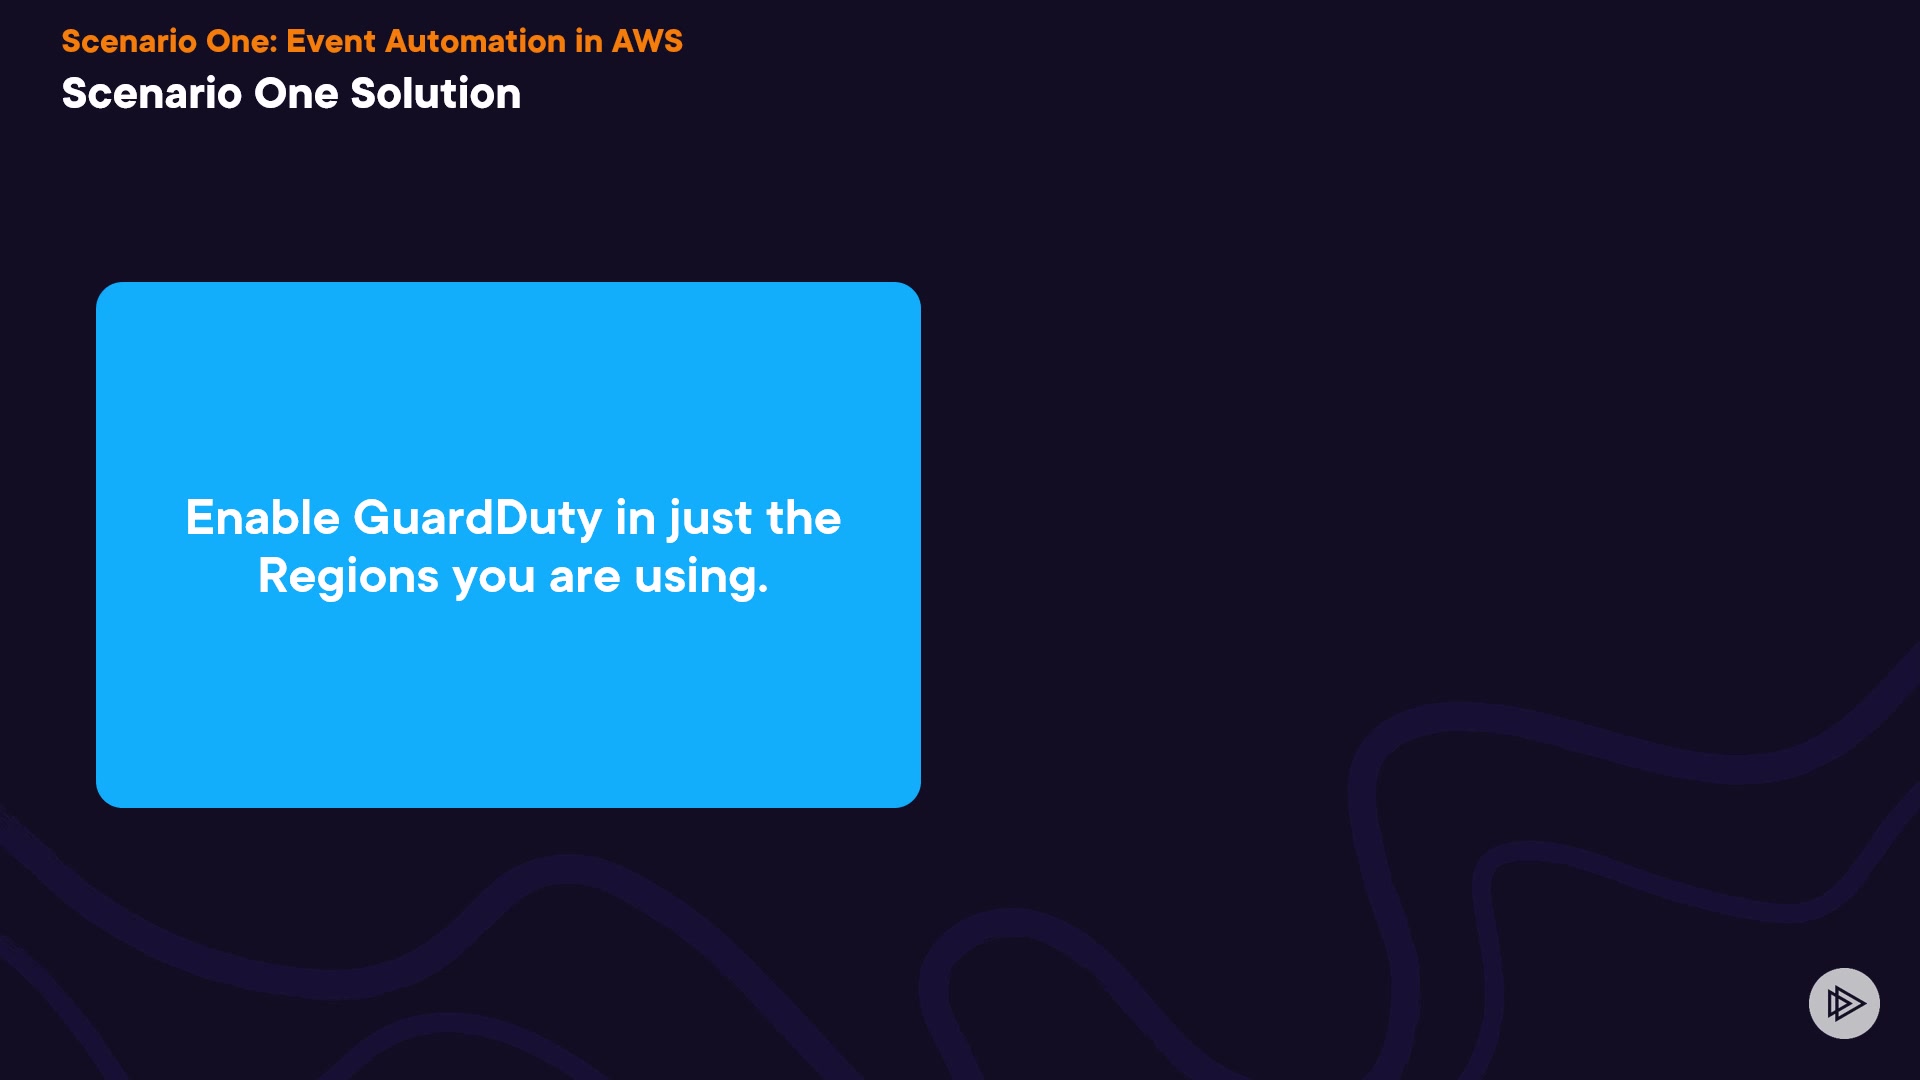 Scenario One: Event Automation in AWS
Scenario One Solution
Enable GuardDuty in just the
Regions you are using.